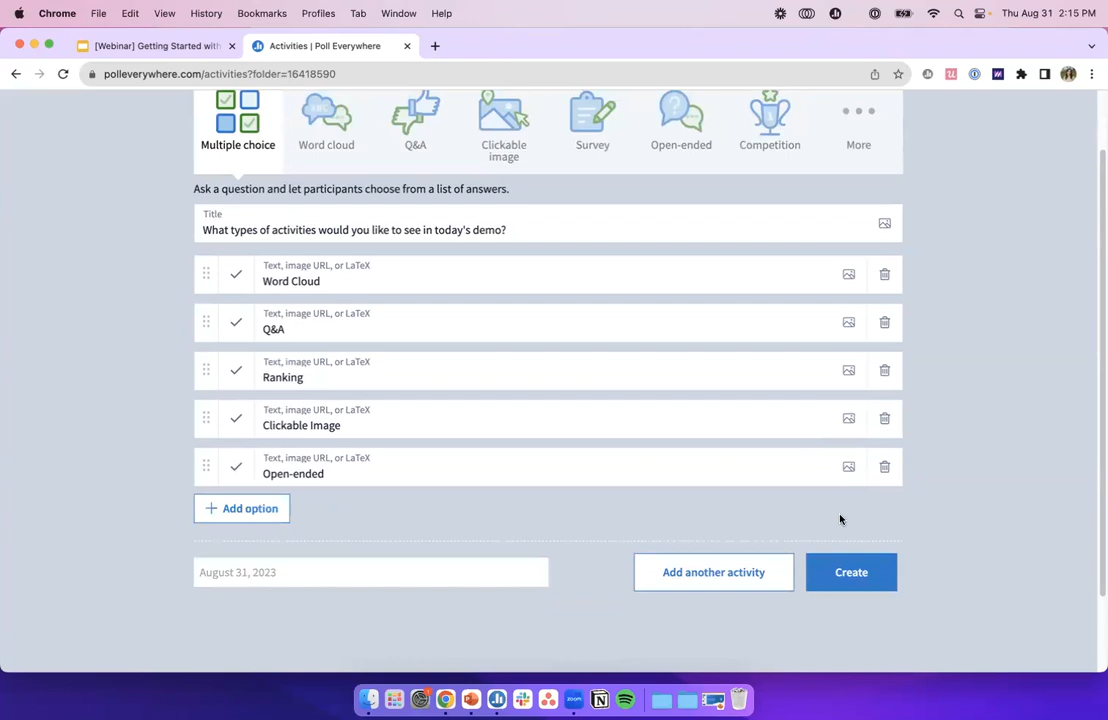 Chrome File Edit View History Bookmarks Profiles Tab Window Help Thu Aug 31 2:15 PM
[Webinar] Getting Started with Activities | Poll Everywhere
polleverywhere.com/activities?folder=16418590
Multiple choice Word cloud Q&A Clickable image Survey Open-ended Competition More
Ask a question and let participants choose from a list of answers.
Title
What types of activities would you like to see in today's demo?
Text, image URL, or LaTeX
Word Cloud
Text, image URL, or LaTeX
Q&A
Text, image URL, or LaTeX
Ranking
Text, image URL, or LaTeX
Clickable Image
Text, image URL, or LaTeX
Open-ended
Add option
August 31, 2023 Add another activity Create
zoom